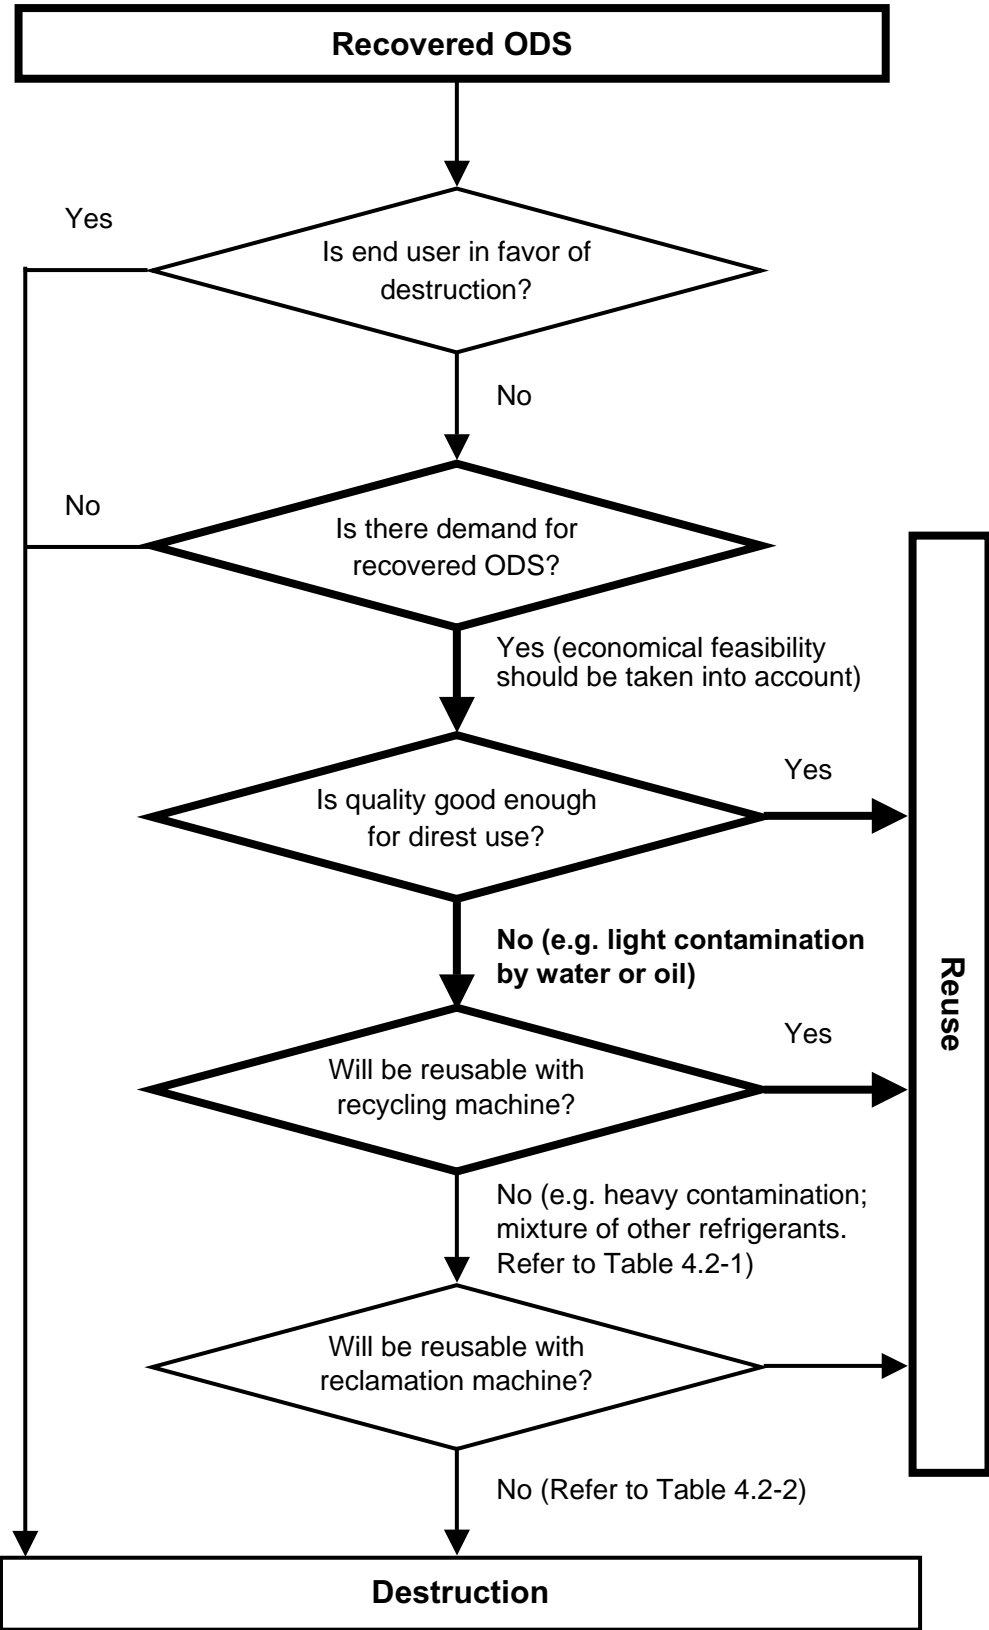 Recovered ODS
Yes
Is end user in favor of
destruction?
No
No
Is there demand for
recovered ODS?
Yes (economical feasibility
should be taken into account)
Yes
Is quality good enough
for direst use?
No (e.g. light contamination
by water or oil)
Reuse
Yes
Will be reusable with
recycling machine?
No (e.g. heavy contamination;
mixture of other refrigerants.
Refer to Table 4.2-1)
Will be reusable with
reclamation machine?
No (Refer to Table 4.2-2)
Destruction